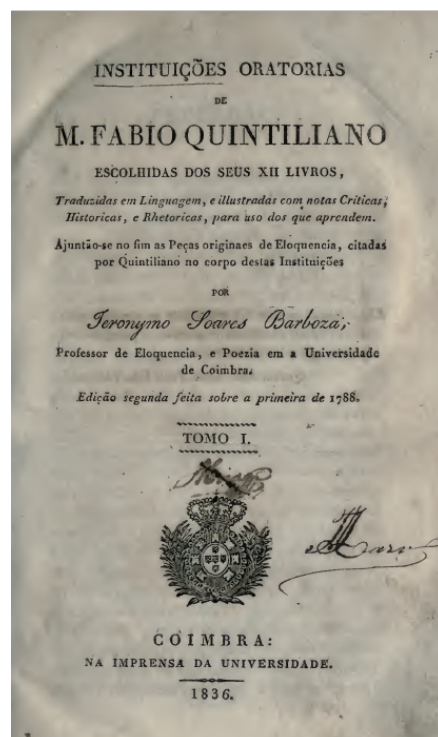 INSTITUIÇÕES ORATORIAS
DE
M. FABIO QUINTILIANO
ESCOLHIDAS DOS SEUS XII LIVROS,
Traduzidas em Linguagem, e illustradas com notas Criticas,
Historicas, e Rhetoricas, para uso dos que aprendem.
Ajuntão-se no fim as Peças originaes de Eloquencia, citadas
por Quintiliano no corpo destas Instituições
POR
Jeronymo Soares Barboza,
Professor de Eloquencia, e Poezia em a Universidade
de Coimbra.
Edição segunda feita sobre a primeira de 1788.
TOMO I.
COIMBRA:
NA IMPRENSA DA UNIVERSIDADE.
1836.